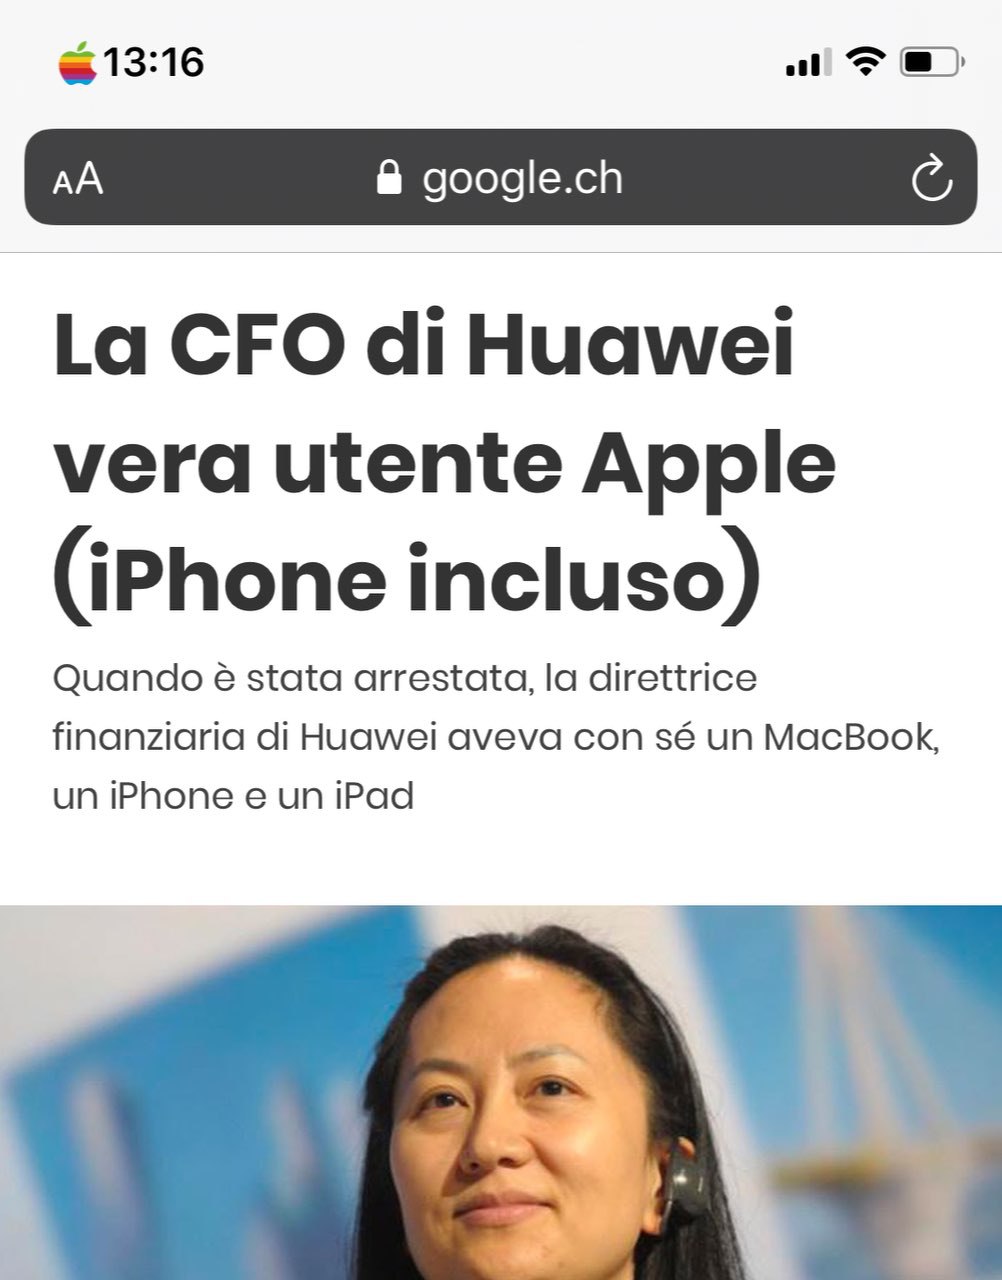 13:16
AA google.ch
La CFO di Huawei
vera utente Apple
(iPhone incluso)
Quando è stata arrestata, la direttrice
finanziaria di Huawei aveva con sé un MacBook,
un iPhone e un iPad